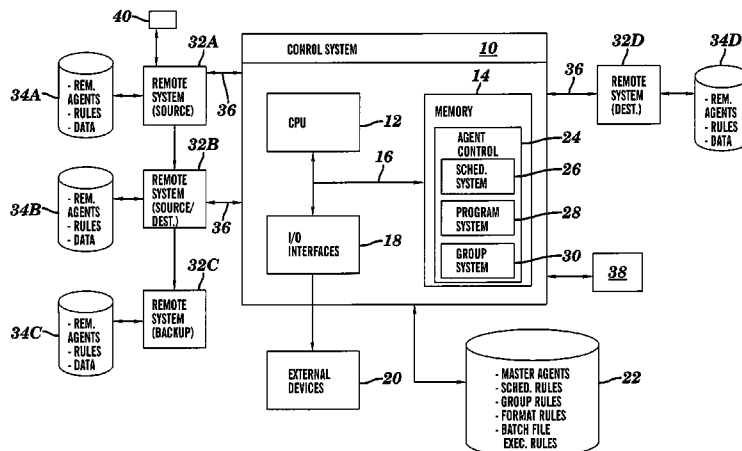 40
32A
34A
- REM. AGENTS
- RULES
- DATA
REMOTE
SYSTEM
(SOURCE)
36
32B
34B
- REM. AGENTS
- RULES
- DATA
REMOTE
SYSTEM
(SOURCE/
DEST.)
36
32C
34C
- REM. AGENTS
- RULES
- DATA
REMOTE
SYSTEM
(BACKUP)
CONTROL SYSTEM
10
CPU
12
16
I/O
INTERFACES
18
14
MEMORY
AGENT
CONTROL
24
SCHED.
SYSTEM
26
PROGRAM
SYSTEM
28
GROUP
SYSTEM
30
EXTERNAL
DEVICES
20
36
32D
REMOTE
SYSTEM
(DEST.)
34D
- REM.
AGENTS
- RULES
- DATA
38
- MASTER AGENTS
- SCHED. RULES
- GROUP RULES
- FORMAT RULES
- BATCH FILE
EXEC. RULES
22